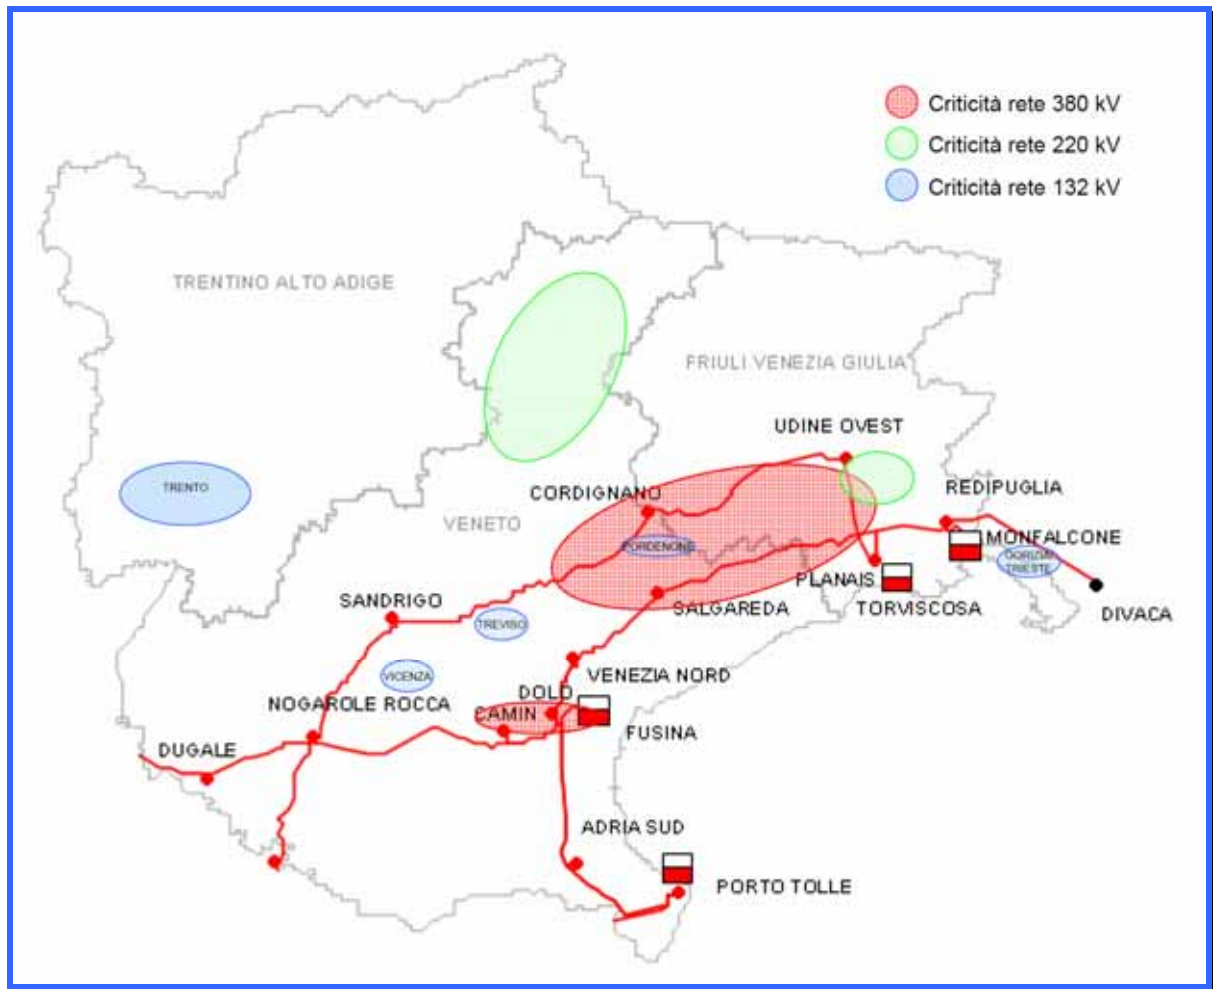 Criticità rete 380 kV
Criticità rete 220 kV
Criticità rete 132 kV
TRENTINO ALTO ADIGE
FRIULI VENEZIA GIULIA
UDINE OVEST
TRENTO
CORDIGNANO
REDIPUGLIA
VENETO
MONFALCONE
PORDENONE
GORIZIA/
TRIESTE
PLANAIS
SANDRIGO
SALGAREDA
TORVISCOSA
DIVACA
TREVISO
VICENZA
VENEZIA NORD
DOLO
NOGAROLE ROCCA
CAMIN
FUSINA
DUGALE
ADRIA SUD
PORTO TOLLE